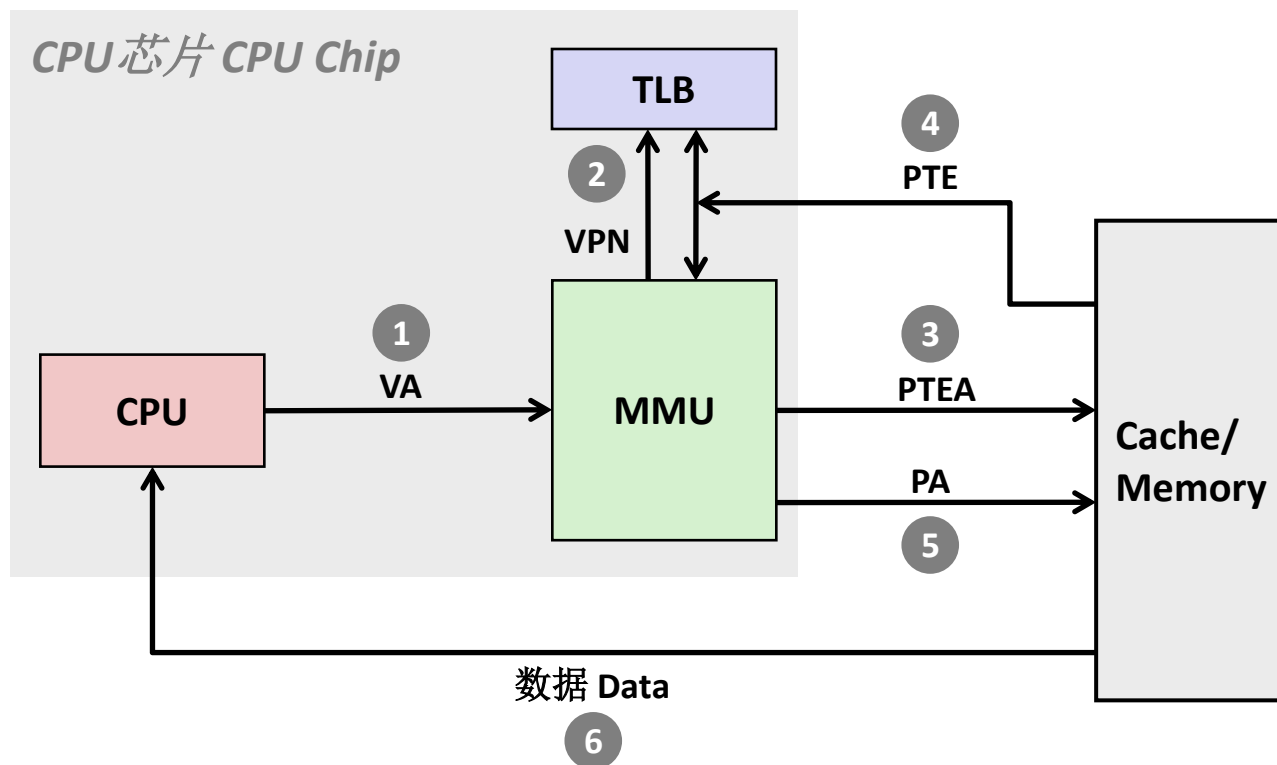 CPU芯片 CPU Chip
TLB
4
2
PTE
VPN
1
3
VA
PTEA
CPU
MMU
Cache/
Memory
PA
5
数据 Data
6